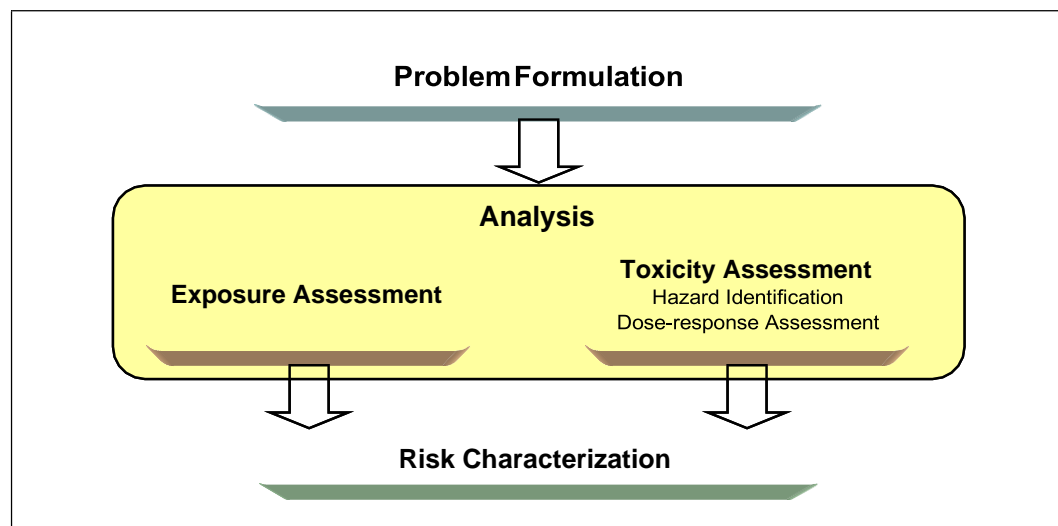 Problem Formulation
Analysis
Exposure Assessment
Toxicity Assessment
Hazard Identification
Dose-response Assessment
Risk Characterization